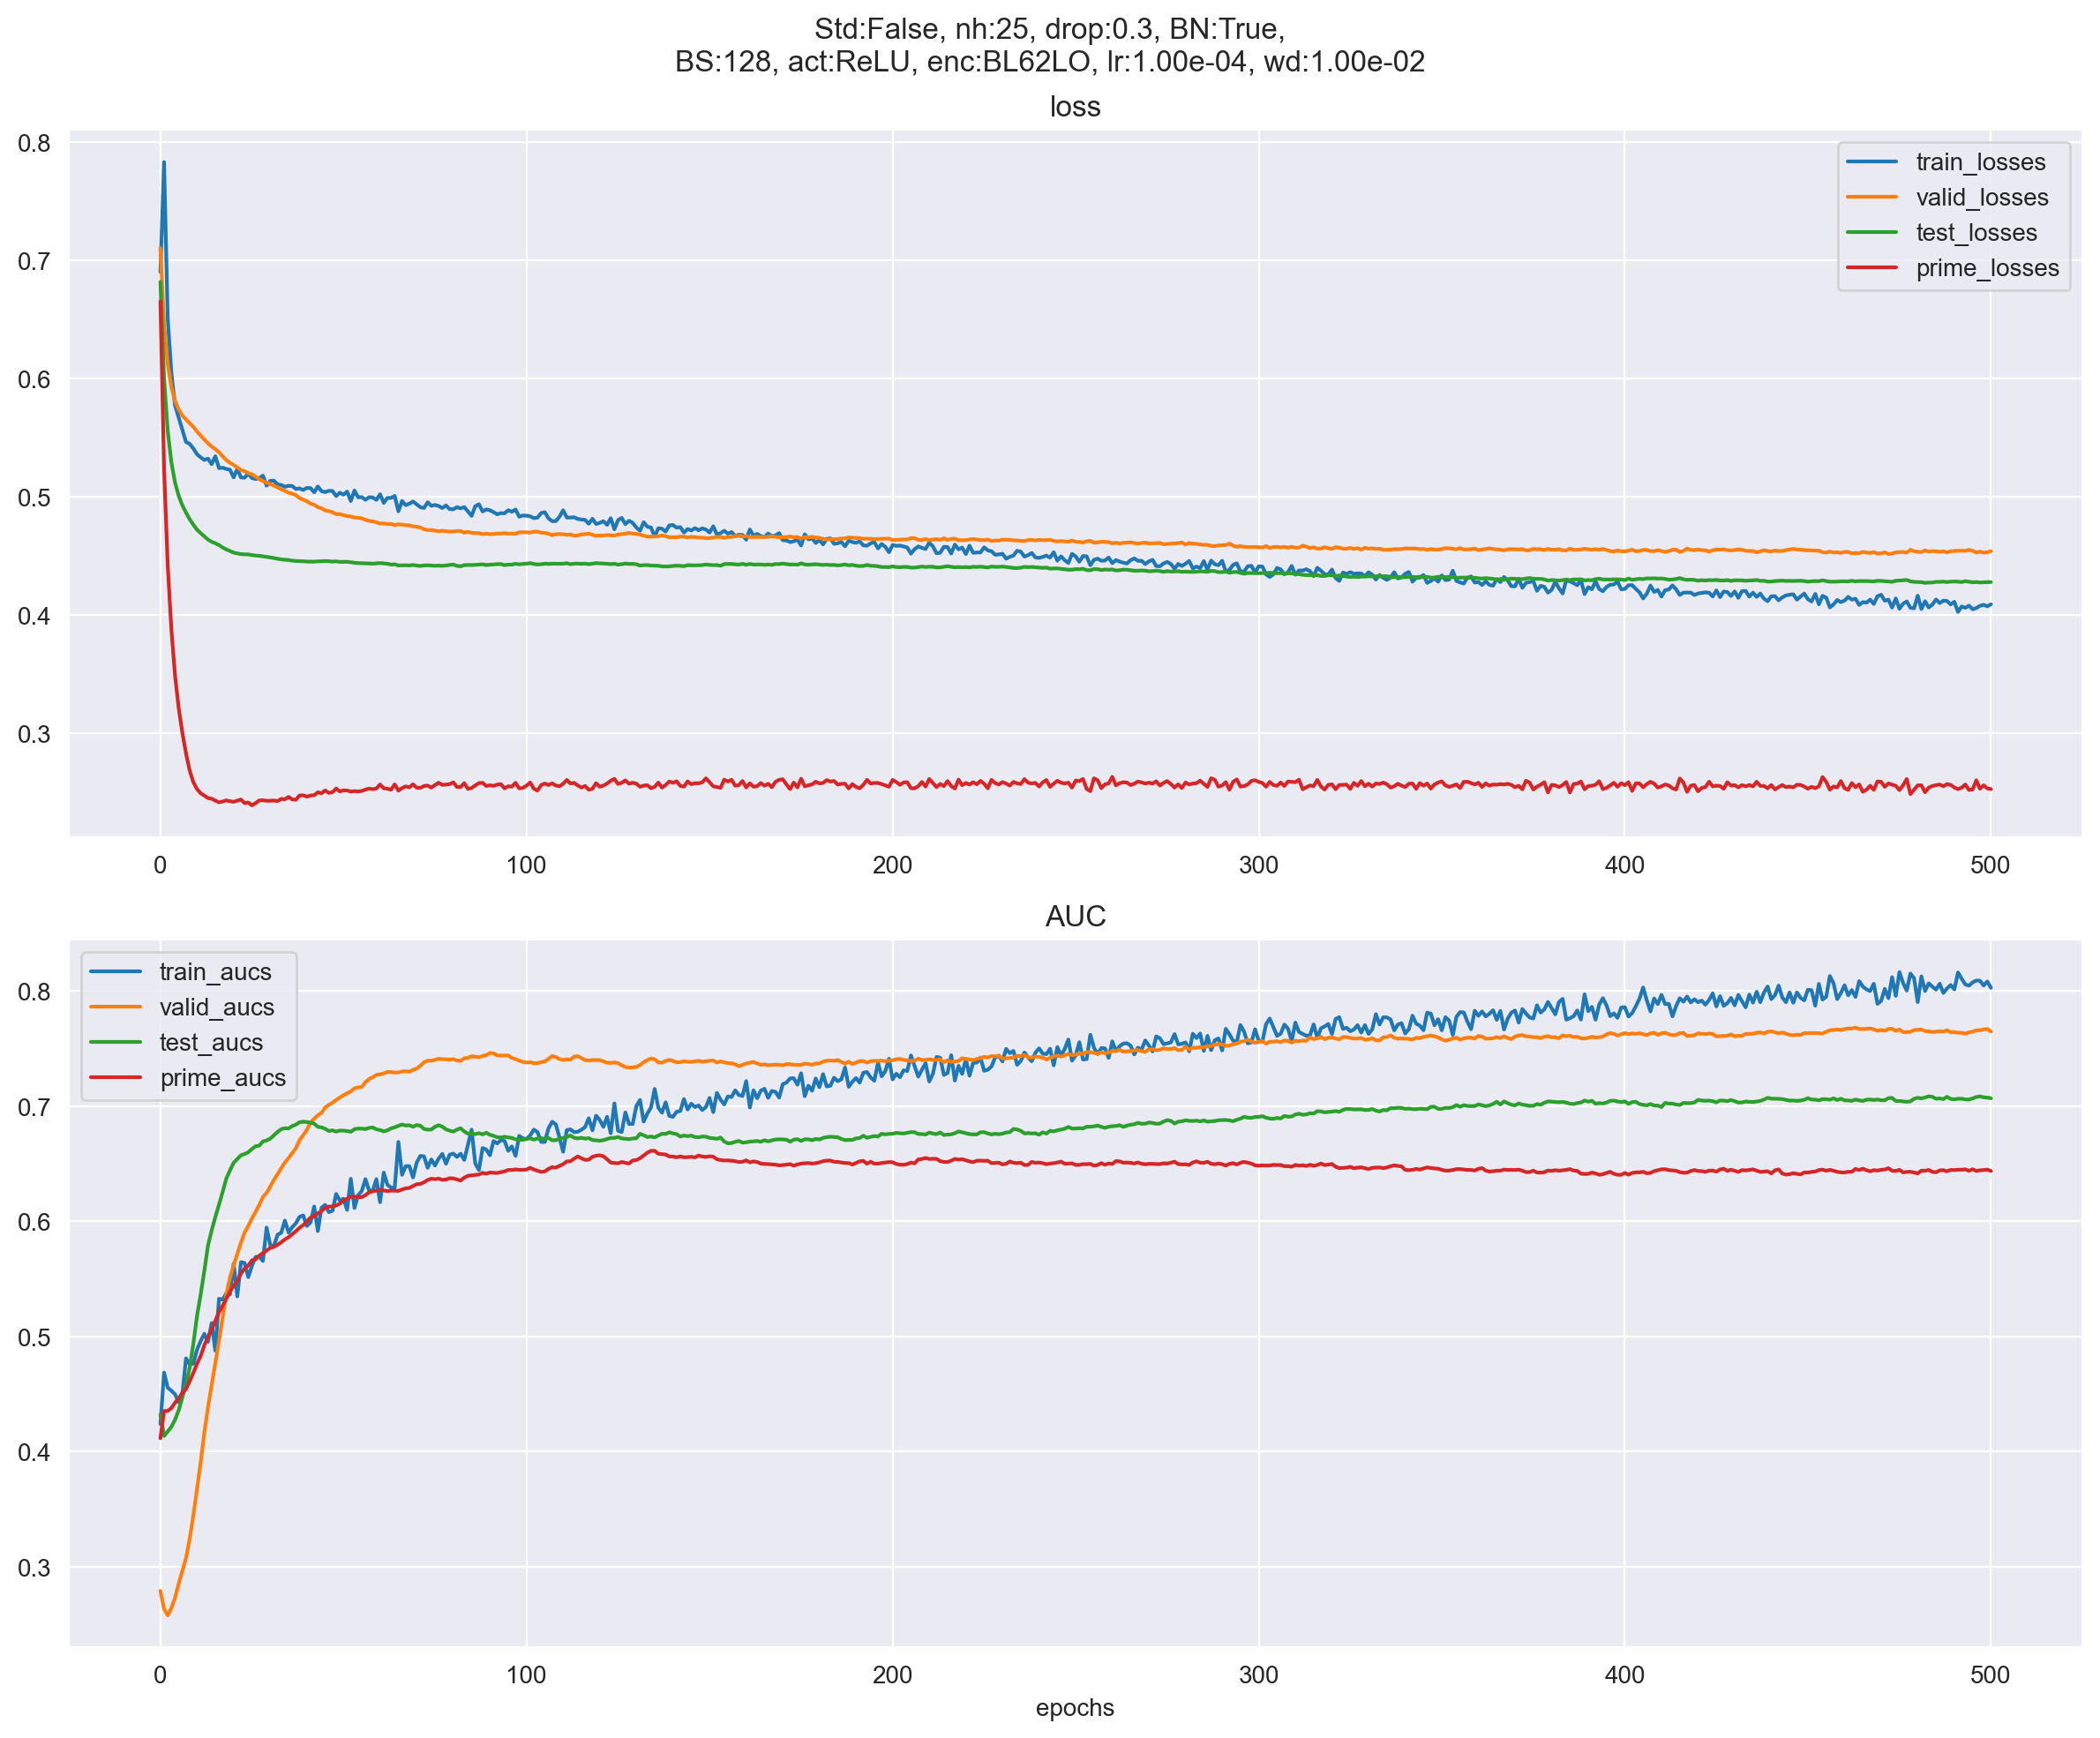 Std:False, nh:25, drop:0.3, BN:True,
BS:128, act:ReLU, enc:BL62LO, lr:1.00e-04, wd:1.00e-02
loss
0.8
0.7
0.6
0.5
0.4
0.3
train_losses
valid_losses
test_losses
prime_losses
0 100 200 300 400 500
AUC
0.8
0.7
0.6
0.5
0.4
0.3
train_aucs
valid_aucs
test_aucs
prime_aucs
0 100 200 300 400 500
epochs